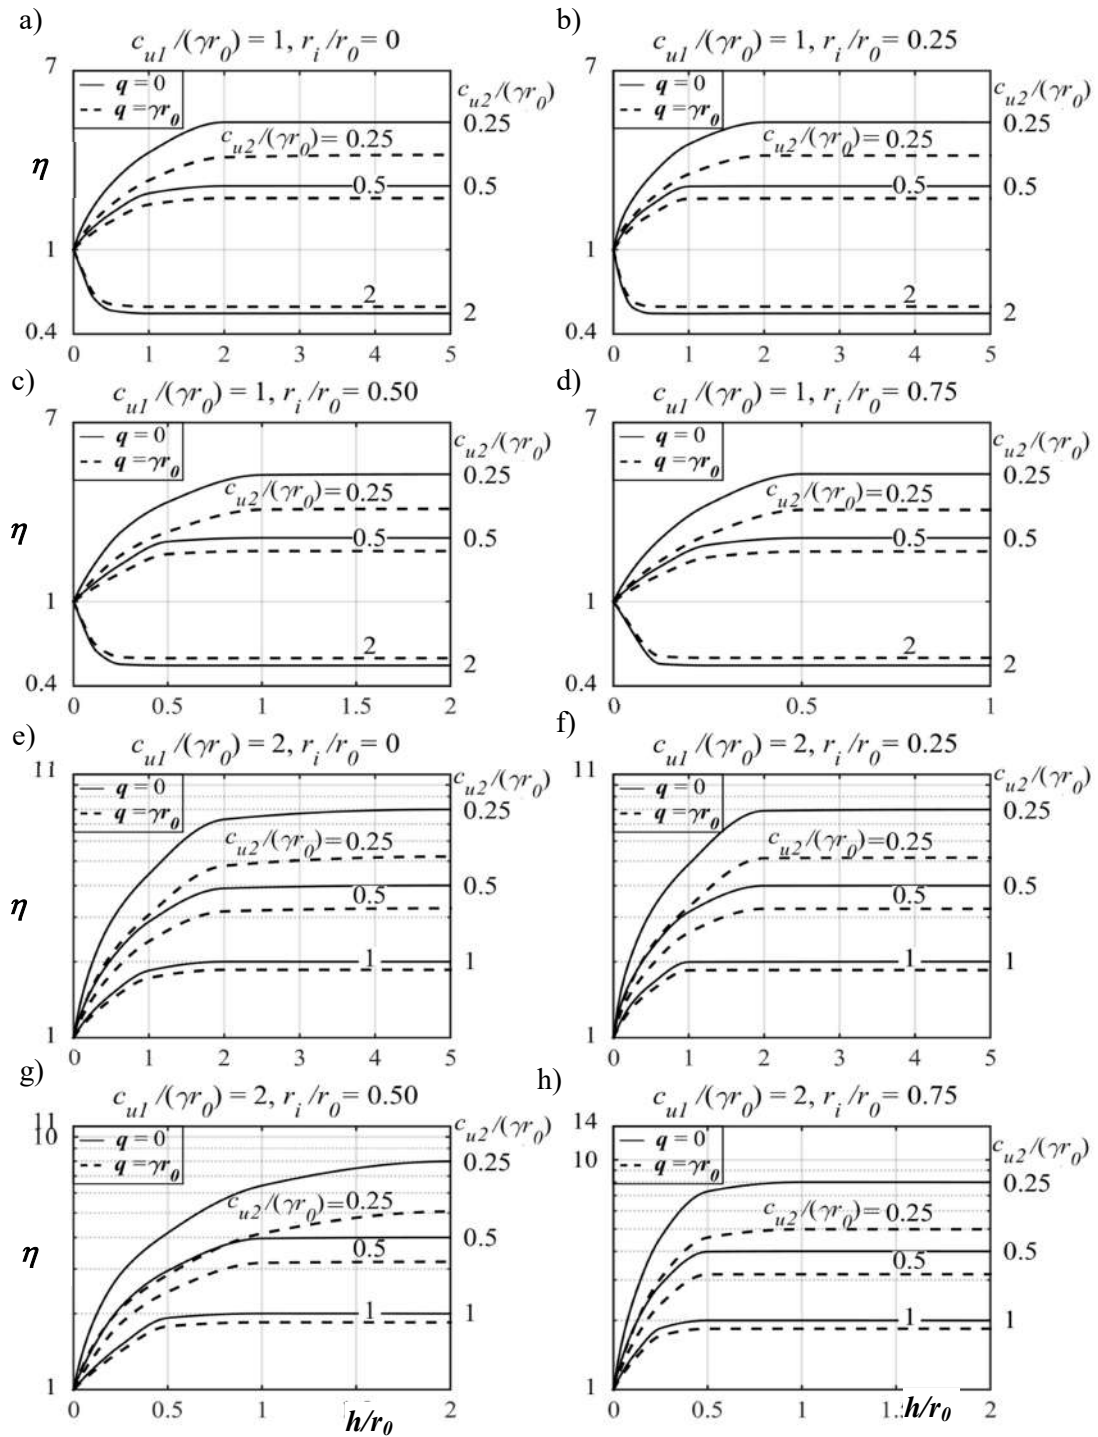 a)
c_u1/(γr_0) = 1, r_i/r_0 = 0
7
q = 0
q = γr_0
c_u2/(γr_0)
0.25
c_u2/(γr_0) = 0.25
η
0.5
0.5
1
2
2
0.4
0 1 2 3 4 5
b)
c_u1/(γr_0) = 1, r_i/r_0 = 0.25
7
q = 0
q = γr_0
c_u2/(γr_0)
0.25
c_u2/(γr_0) = 0.25
0.5
0.5
1
2
2
0.4
0 1 2 3 4 5
c)
c_u1/(γr_0) = 1, r_i/r_0 = 0.50
7
q = 0
q = γr_0
c_u2/(γr_0)
0.25
c_u2/(γr_0) = 0.25
η
0.5
0.5
1
2
2
0.4
0 0.5 1 1.5 2
d)
c_u1/(γr_0) = 1, r_i/r_0 = 0.75
7
q = 0
q = γr_0
c_u2/(γr_0)
0.25
c_u2/(γr_0) = 0.25
0.5
0.5
1
2
2
0.4
0 0.5 1
e)
c_u1/(γr_0) = 2, r_i/r_0 = 0
11
q = 0
q = γr_0
c_u2/(γr_0)
0.25
c_u2/(γr_0) = 0.25
η
0.5
0.5
1
1
1
0 1 2 3 4 5
f)
c_u1/(γr_0) = 2, r_i/r_0 = 0.25
11
q = 0
q = γr_0
c_u2/(γr_0)
0.25
c_u2/(γr_0) = 0.25
0.5
0.5
1
1
1
0 1 2 3 4 5
g)
c_u1/(γr_0) = 2, r_i/r_0 = 0.50
11
10
q = 0
q = γr_0
c_u2/(γr_0)
0.25
c_u2/(γr_0) = 0.25
η
0.5
0.5
1
1
1
0 0.5 1 1.5 2
h/r_0
h)
c_u1/(γr_0) = 2, r_i/r_0 = 0.75
14
10
q = 0
q = γr_0
c_u2/(γr_0)
0.25
c_u2/(γr_0) = 0.25
0.5
0.5
1
1
1
0 0.5 1 2
h/r_0